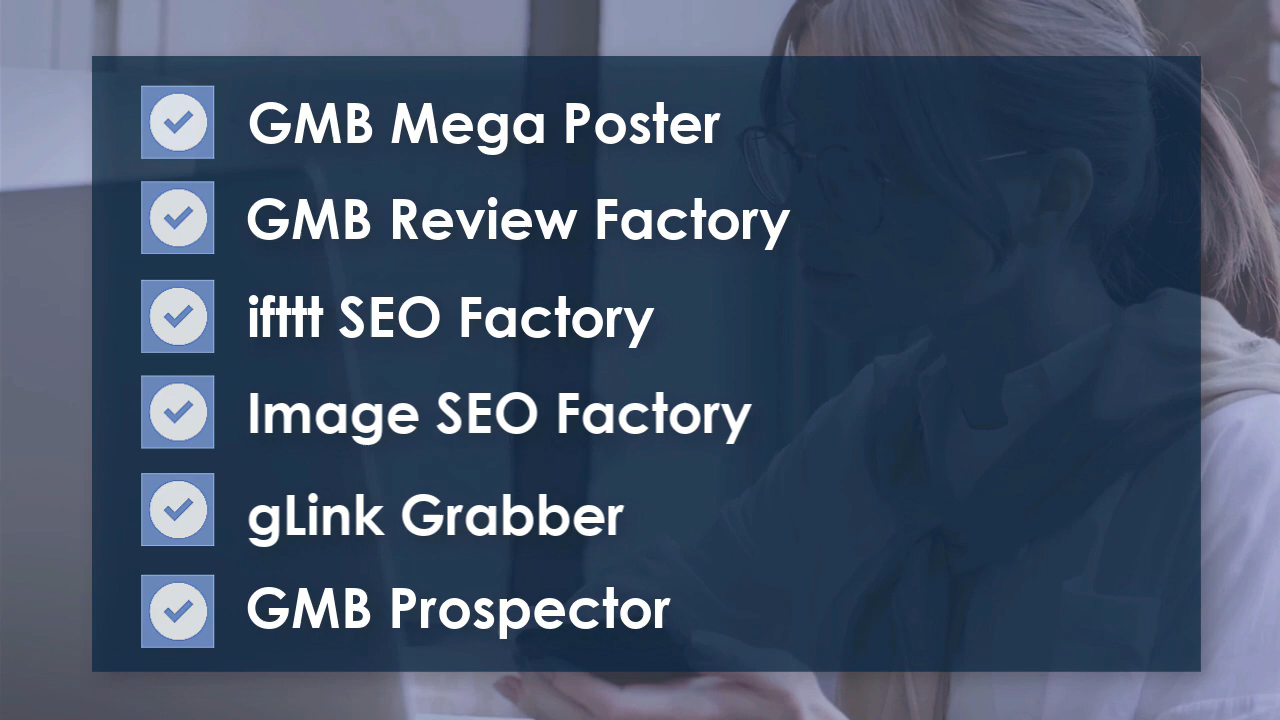 GMB Mega Poster
GMB Review Factory
ifttt SEO Factory
Image SEO Factory
gLink Grabber
GMB Prospector